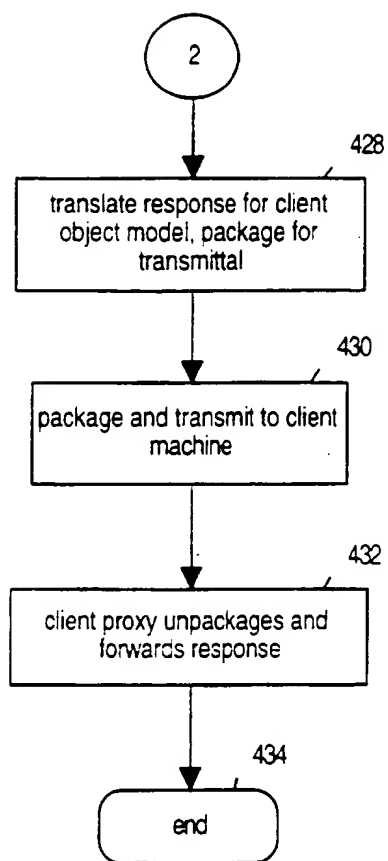 2
428
translate response for client
object model, package for
transmittal
430
package and transmit to client
machine
432
client proxy unpackages and
forwards response
434
end